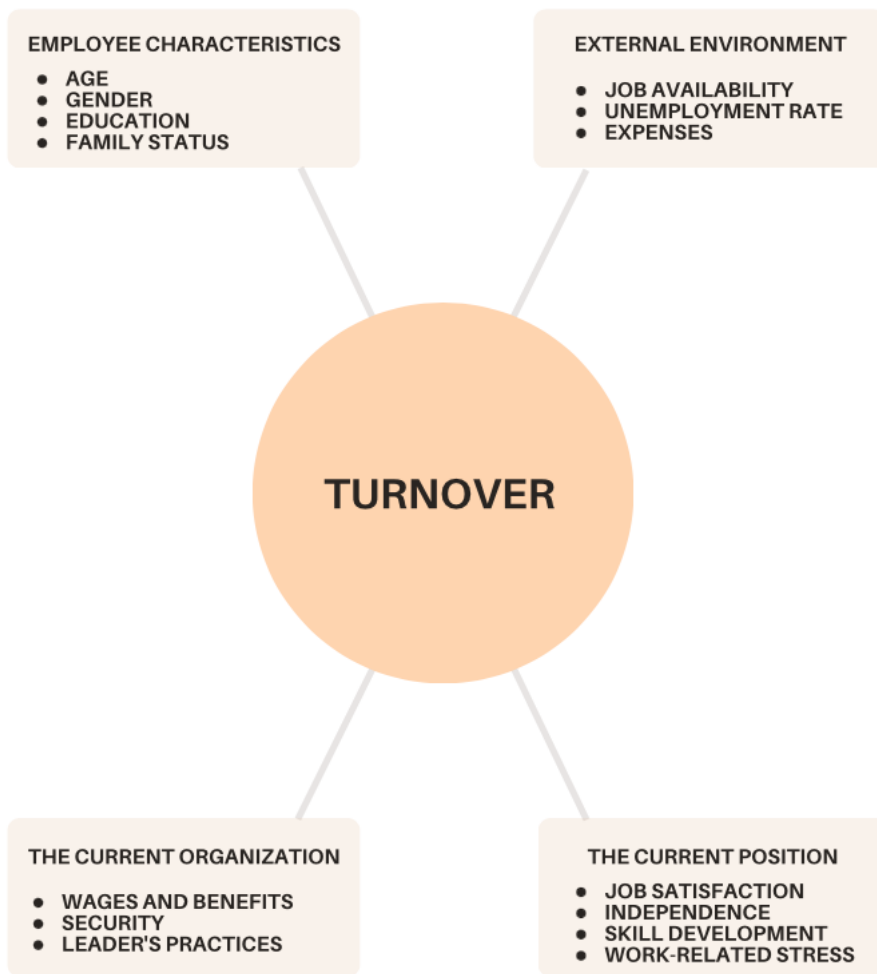 EMPLOYEE CHARACTERISTICS
● AGE
● GENDER
● EDUCATION
● FAMILY STATUS
EXTERNAL ENVIRONMENT
● JOB AVAILABILITY
● UNEMPLOYMENT RATE
● EXPENSES
TURNOVER
THE CURRENT ORGANIZATION
● WAGES AND BENEFITS
● SECURITY
● LEADER'S PRACTICES
THE CURRENT POSITION
● JOB SATISFACTION
● INDEPENDENCE
● SKILL DEVELOPMENT
● WORK-RELATED STRESS